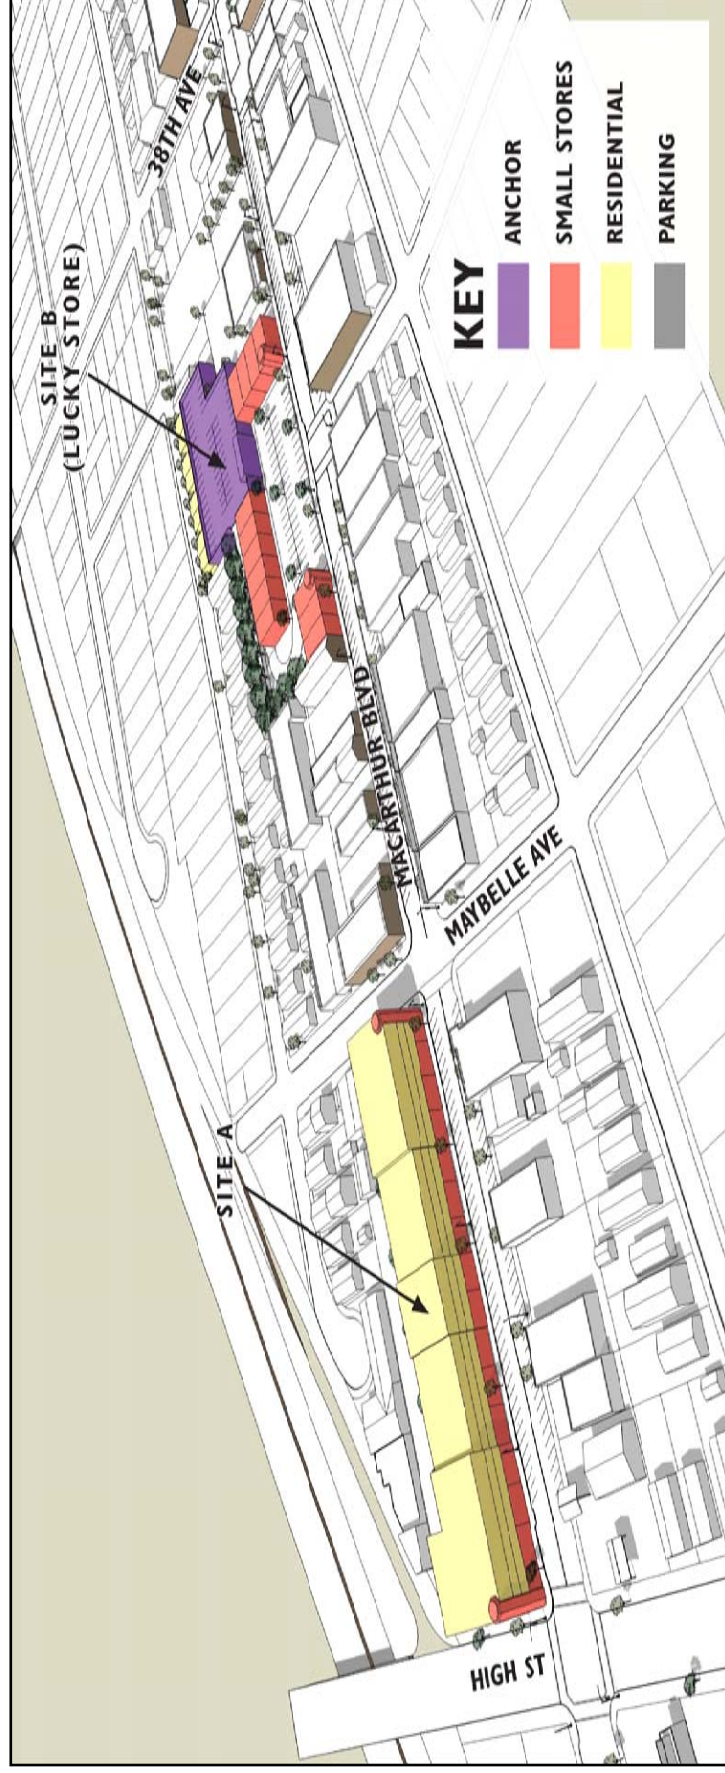 SITE A
SITE B
(LUCKY STORE)
38TH AVE
MACARTHUR BLVD
MAYBELLE AVE
HIGH ST
KEY
ANCHOR
SMALL STORES
RESIDENTIAL
PARKING